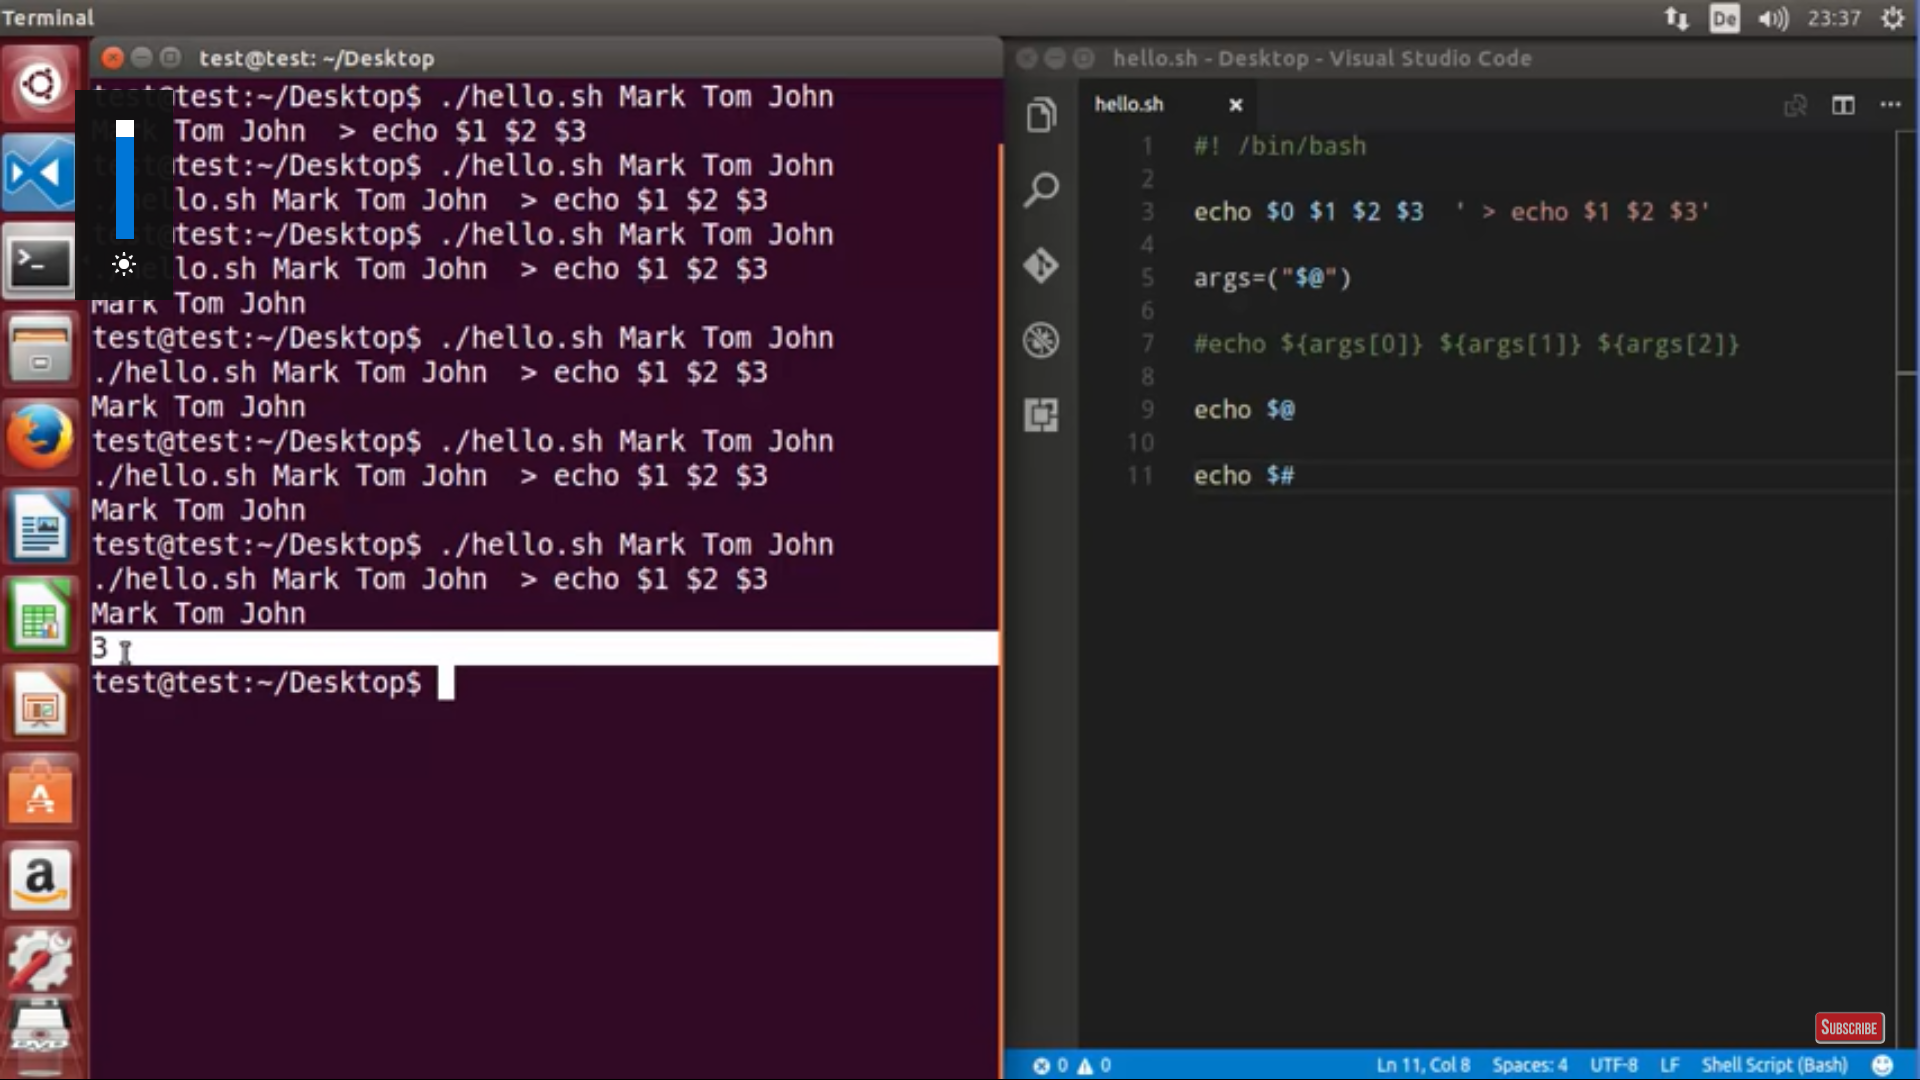 Terminal
De
23:37
test@test: ~/Desktop
test@test:~/Desktop$ ./hello.sh Mark Tom John
Mark Tom John  > echo $1 $2 $3
test@test:~/Desktop$ ./hello.sh Mark Tom John
./hello.sh Mark Tom John  > echo $1 $2 $3
test@test:~/Desktop$ ./hello.sh Mark Tom John
./hello.sh Mark Tom John  > echo $1 $2 $3
Mark Tom John
test@test:~/Desktop$ ./hello.sh Mark Tom John
./hello.sh Mark Tom John  > echo $1 $2 $3
Mark Tom John
test@test:~/Desktop$ ./hello.sh Mark Tom John
./hello.sh Mark Tom John  > echo $1 $2 $3
Mark Tom John
test@test:~/Desktop$ ./hello.sh Mark Tom John
./hello.sh Mark Tom John  > echo $1 $2 $3
Mark Tom John
3
test@test:~/Desktop$
hello.sh - Desktop - Visual Studio Code
hello.sh
1 #! /bin/bash
2
3 echo $0 $1 $2 $3  ' > echo $1 $2 $3'
4
5 args=("$@")
6
7 #echo ${args[0]} ${args[1]} ${args[2]}
8
9 echo $@
10
11 echo $#
SUBSCRIBE
0 0 Ln 11, Col 8 Spaces: 4 UTF-8 LF Shell Script (Bash)
DVD